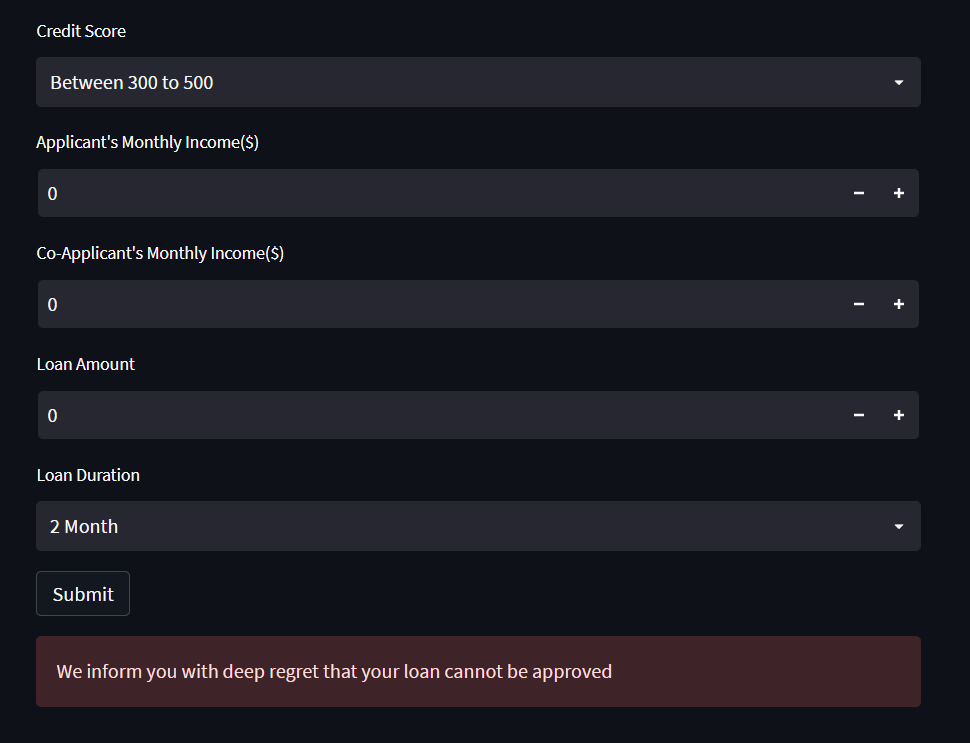 Credit Score
Between 300 to 500
Applicant's Monthly Income($)
0
Co-Applicant's Monthly Income($)
0
Loan Amount
0
Loan Duration
2 Month
Submit
We inform you with deep regret that your loan cannot be approved